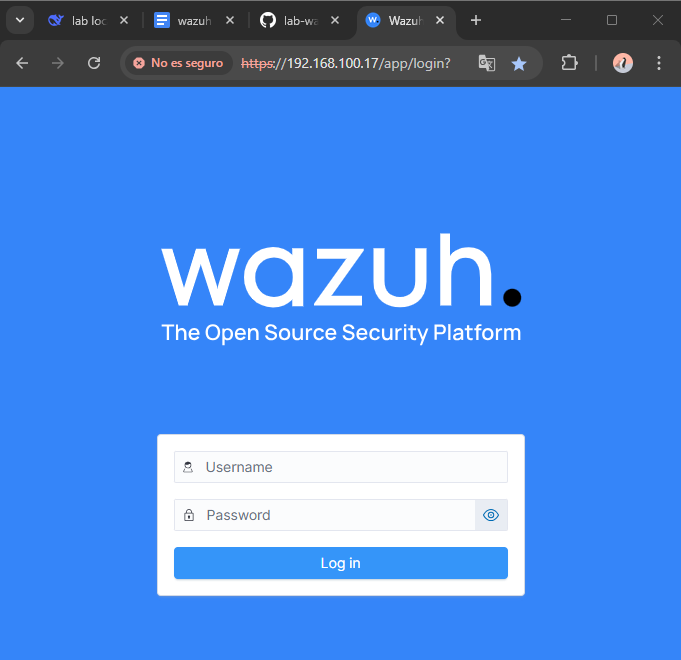 lab loc
wazuh
lab-wa
Wazuh
No es seguro
https://192.168.100.17/app/login?
wazuh.
The Open Source Security Platform
Username
Password
Log in